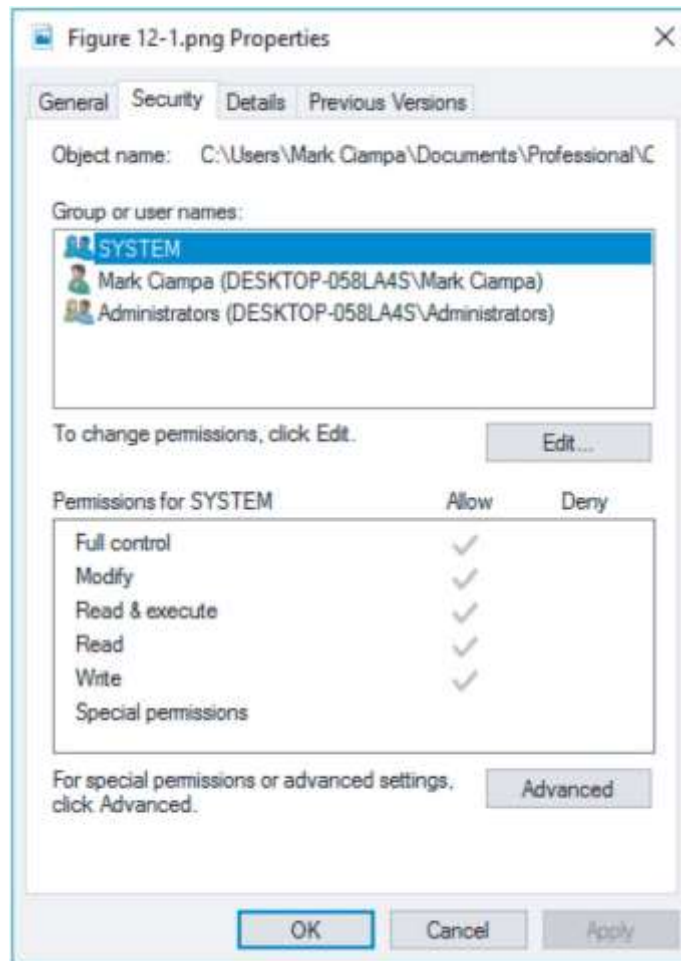 Figure 12-1.png Properties
General Security Details Previous Versions
Object name: C:\Users\Mark Ciampa\Documents\Professional\C
Group or user names:
SYSTEM
Mark Ciampa (DESKTOP-058LA4S\Mark Ciampa)
Administrators (DESKTOP-058LA4S\Administrators)
To change permissions, click Edit.
Edit...
Permissions for SYSTEM Allow Deny
Full control
Modify
Read & execute
Read
Write
Special permissions
For special permissions or advanced settings,
click Advanced.
Advanced
OK Cancel Apply